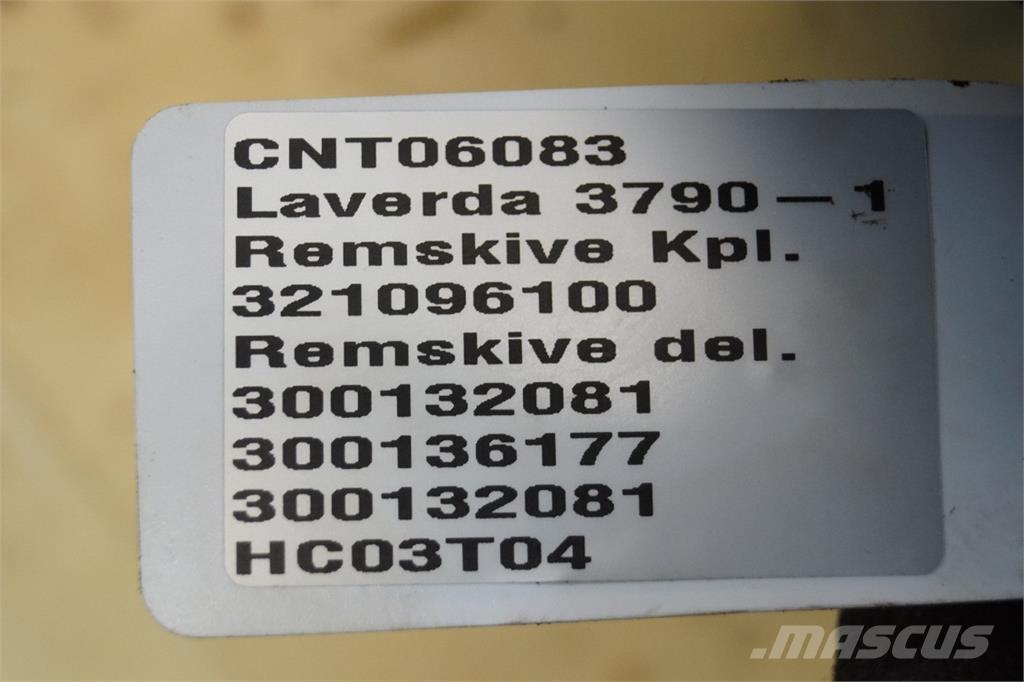 CNT06083
Laverda 3790 – 1
Remskive Kpl.
321096100
Remskive del.
300132081
300136177
300132081
HC03T04
.MASCUS